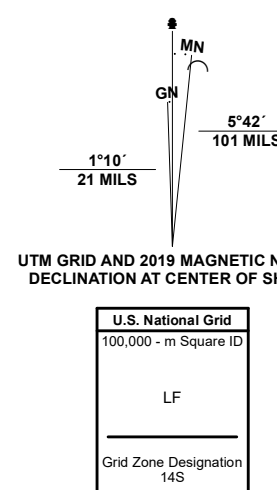 MN
GN
5°42´
101 MILS
1°10´
21 MILS
UTM GRID AND 2019 MAGNETIC N
DECLINATION AT CENTER OF SH
U.S. National Grid
100,000 - m Square ID
LF
Grid Zone Designation
14S